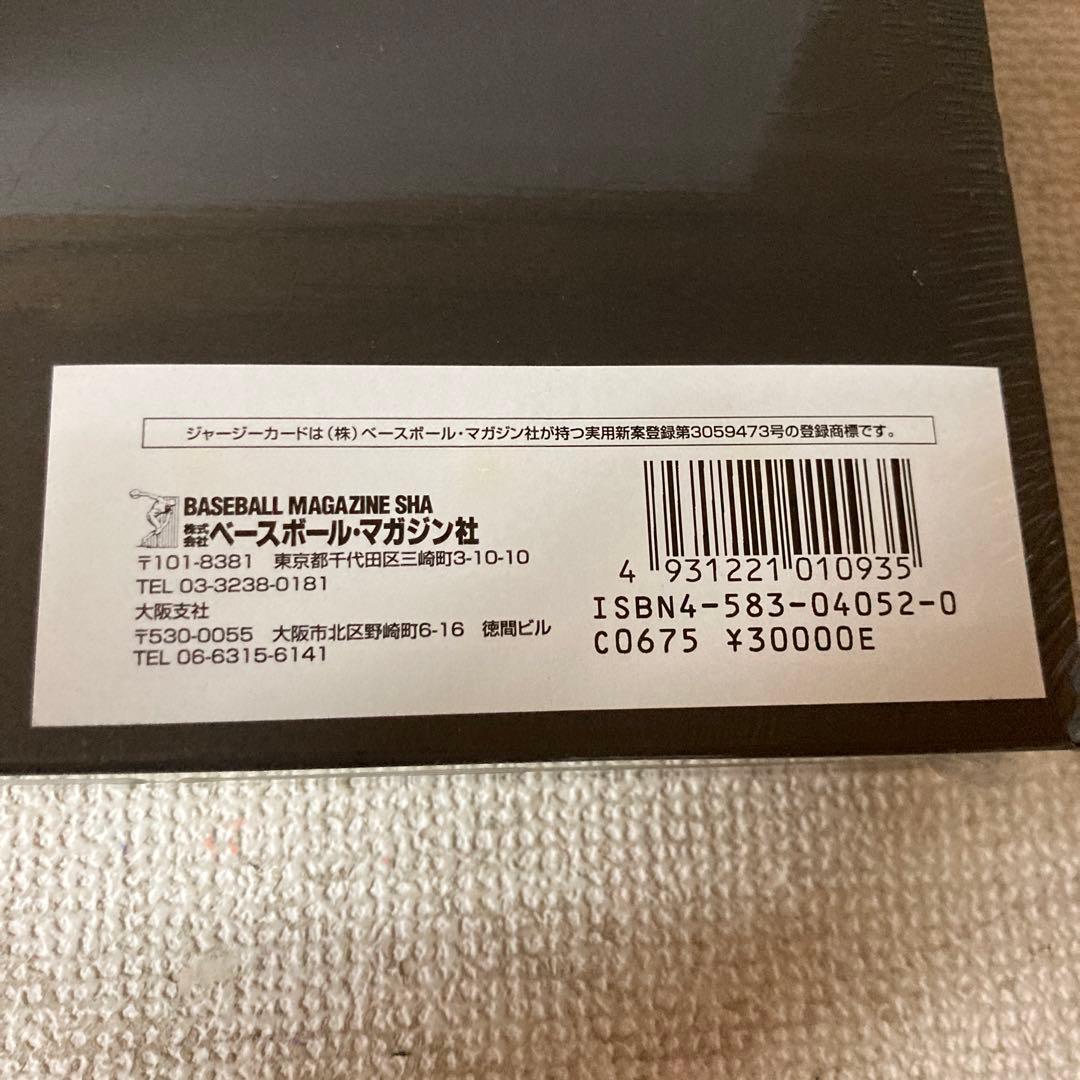 ジャージーカードは(株)ベースボール・マガジン社が持つ実用新案登録第3059473号の登録商標です。
BASEBALL MAGAZINE SHA
株式会社ベースボール・マガジン社
〒101-8381 東京都千代田区三崎町3-10-10
TEL 03-3238-0181
大阪支社
〒530-0055 大阪市北区野崎町6-16 徳間ビル
TEL 06-6315-6141
4 931221 010935
ISBN4-583-04052-0
C0675 ¥30000E